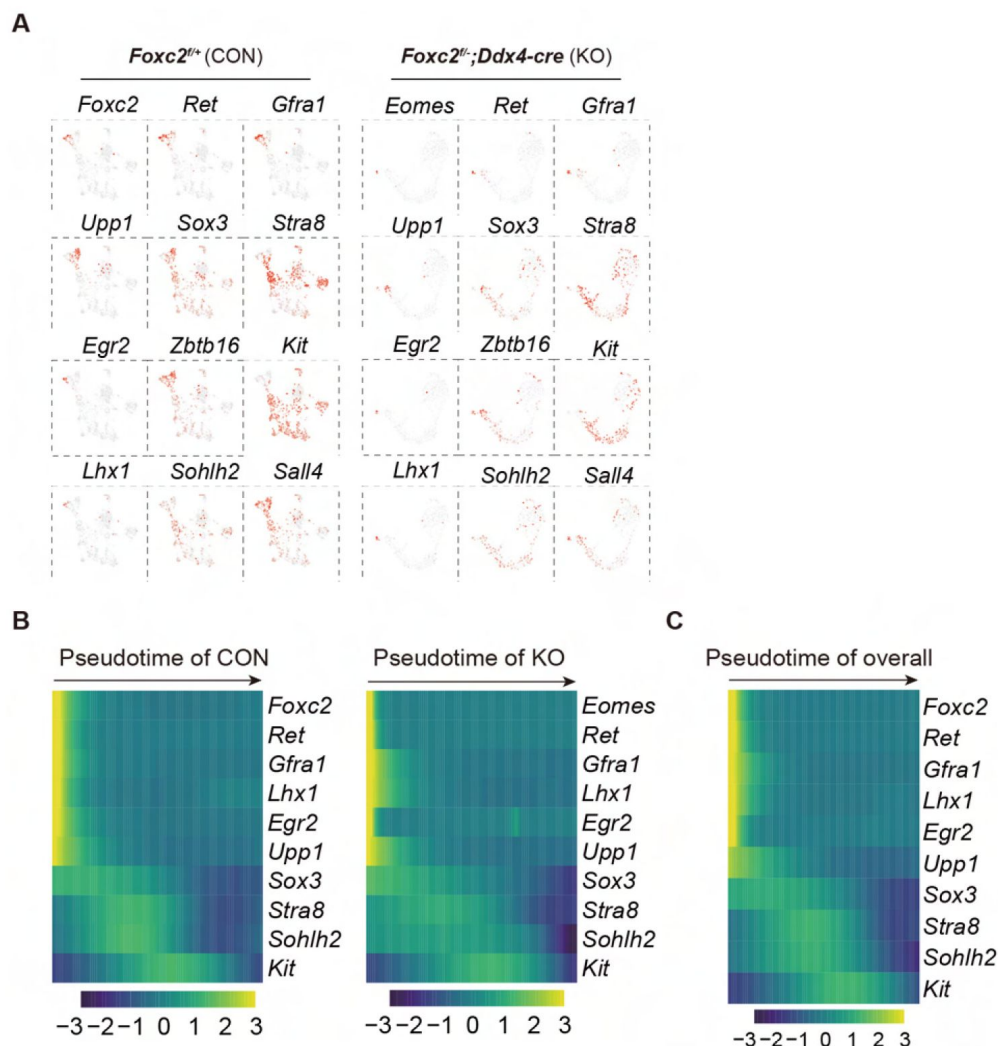 A
Foxc2f/+ (CON)
Foxc2f/-;Ddx4-cre (KO)
Foxc2 Ret Gfra1 Eomes Ret Gfra1
Upp1 Sox3 Stra8 Upp1 Sox3 Stra8
Egr2 Zbtb16 Kit Egr2 Zbtb16 Kit
Lhx1 Sohlh2 Sall4 Lhx1 Sohlh2 Sall4
B
Pseudotime of CON
Foxc2
Ret
Gfra1
Lhx1
Egr2
Upp1
Sox3
Stra8
Sohlh2
Kit
−3 −2 −1 0 1 2 3
Pseudotime of KO
Eomes
Ret
Gfra1
Lhx1
Egr2
Upp1
Sox3
Stra8
Sohlh2
Kit
−3 −2 −1 0 1 2 3
C
Pseudotime of overall
Foxc2
Ret
Gfra1
Lhx1
Egr2
Upp1
Sox3
Stra8
Sohlh2
Kit
−3 −2 −1 0 1 2 3